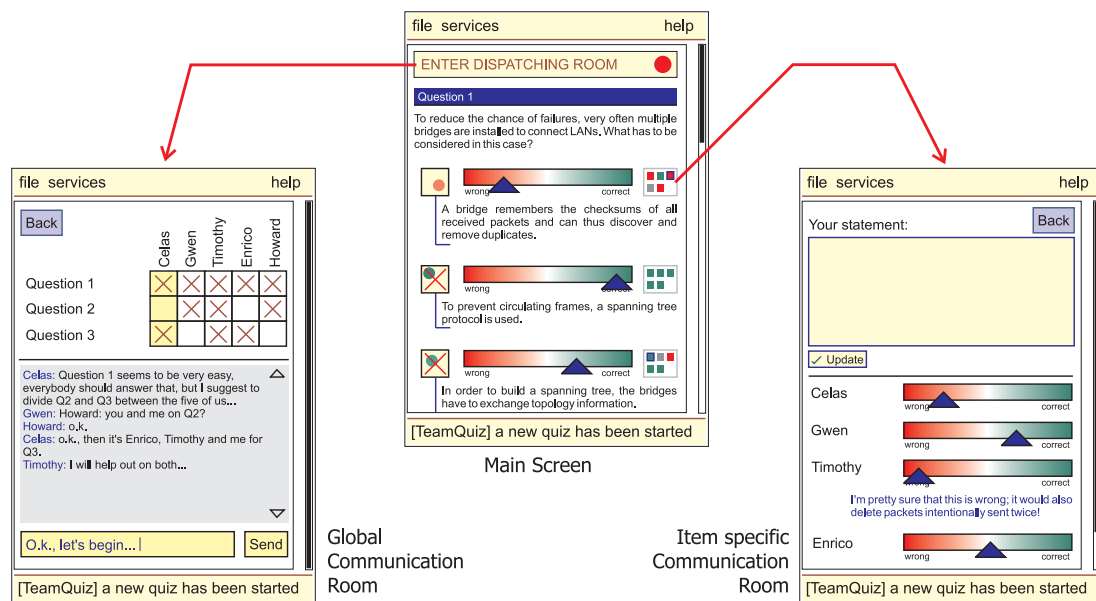 file services help
ENTER DISPATCHING ROOM
Question 1
To reduce the chance of failures, very often multiple
bridges are installed to connect LANs. What has to be
considered in this case?
wrong correct
A bridge remembers the checksums of all
received packets and can thus discover and
remove duplicates.
wrong correct
To prevent circulating frames, a spanning tree
protocol is used.
wrong correct
In order to build a spanning tree, the bridges
have to exchange topology information.
[TeamQuiz] a new quiz has been started
Main Screen
file services help
Back
Celas Gwen Timothy Enrico Howard
Question 1
Question 2
Question 3
Celas: Question 1 seems to be very easy,
everybody should answer that, but I suggest to
divide Q2 and Q3 between the five of us...
Gwen: Howard: you and me on Q2?
Howard: o.k.
Celas: o.k., then it's Enrico, Timothy and me for
Q3.
Timothy: I will help out on both...
O.k., let's begin... |
Send
[TeamQuiz] a new quiz has been started
Global
Communication
Room
file services help
Your statement:
Back
✓ Update
Celas
wrong correct
Gwen
wrong correct
Timothy
wrong correct
I'm pretty sure that this is wrong; it would also
delete packets intentionally sent twice!
Enrico
wrong correct
[TeamQuiz] a new quiz has been started
Item specific
Communication
Room